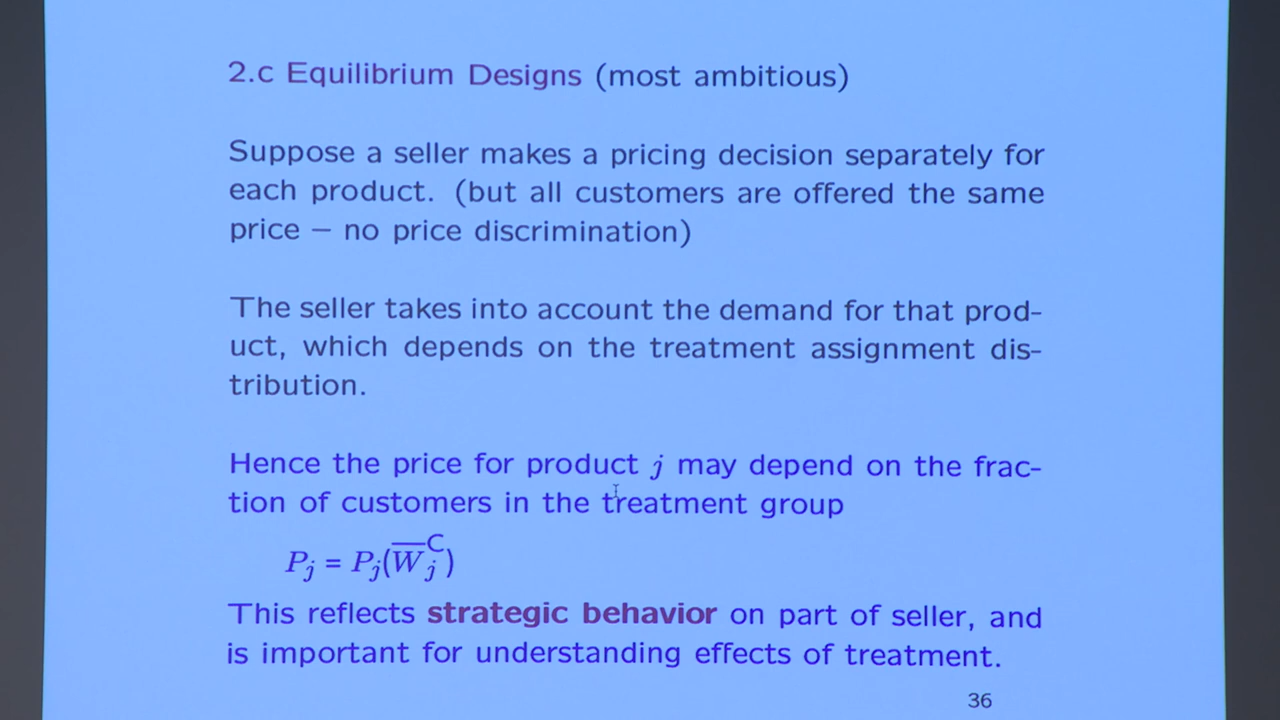 2.c Equilibrium Designs (most ambitious)
Suppose a seller makes a pricing decision separately for
each product. (but all customers are offered the same
price – no price discrimination)
The seller takes into account the demand for that prod-
uct, which depends on the treatment assignment dis-
tribution.
Hence the price for product j may depend on the frac-
tion of customers in the treatment group
P_j = P_j(W̅_j^C)
This reflects strategic behavior on part of seller, and
is important for understanding effects of treatment.
36